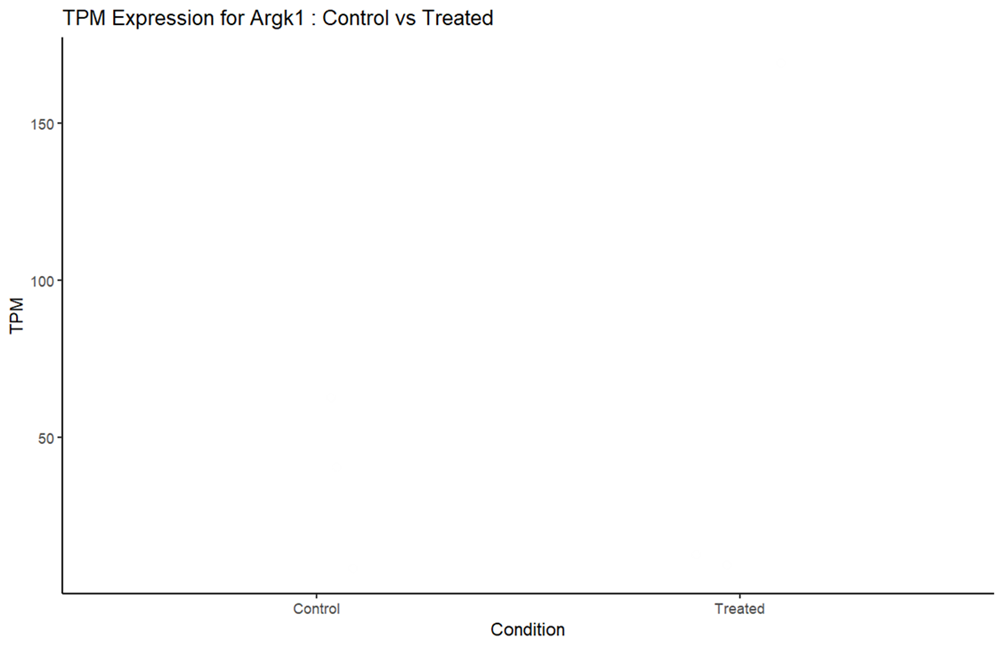 TPM Expression for Argk1 : Control vs Treated
150
100
50
TPM
Control
Treated
Condition